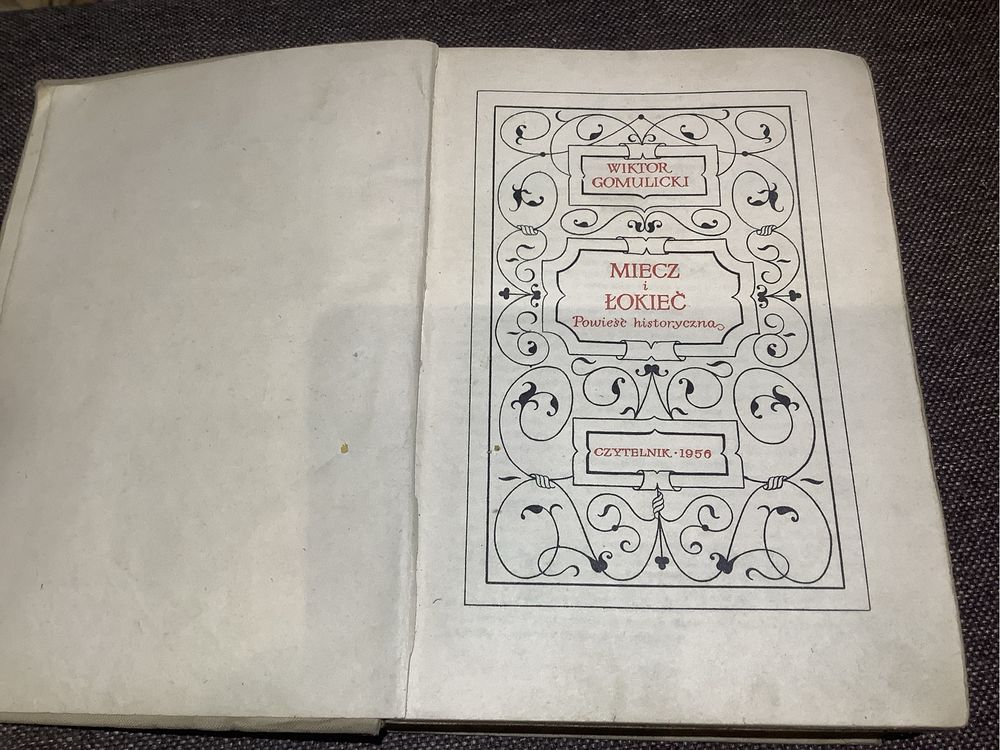 WIKTOR
GOMULICKI
MIECZ
i
ŁOKIEĆ
Powieść historyczna
CZYTELNIK·1956